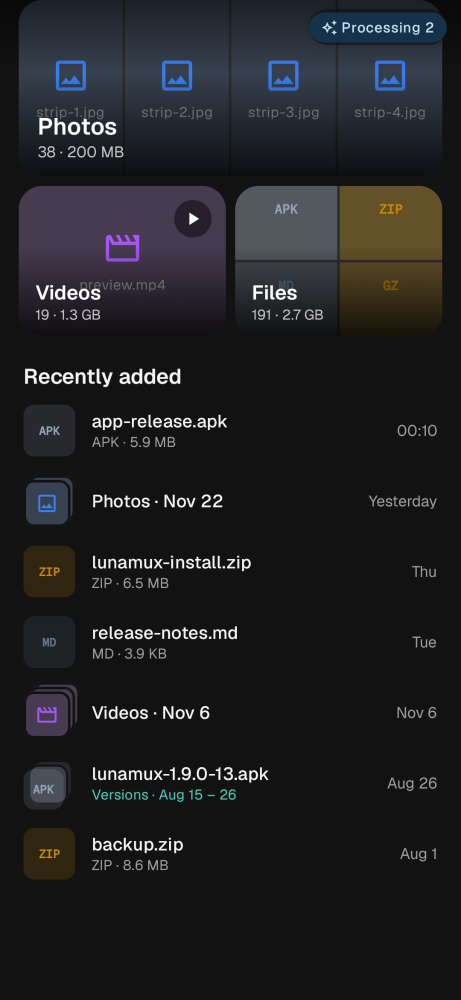 Processing 2
strip-1.jpg
strip-2.jpg
strip-3.jpg
strip-4.jpg
Photos
38 · 200 MB
preview.mp4
Videos
19 · 1.3 GB
APK
ZIP
MD
GZ
Files
191 · 2.7 GB
Recently added
APK
app-release.apk
00:10
APK · 5.9 MB
Photos · Nov 22
Yesterday
ZIP
lunamux-install.zip
Thu
ZIP · 6.5 MB
MD
release-notes.md
Tue
MD · 3.9 KB
Videos · Nov 6
Nov 6
APK
lunamux-1.9.0-13.apk
Aug 26
Versions · Aug 15 – 26
ZIP
backup.zip
Aug 1
ZIP · 8.6 MB